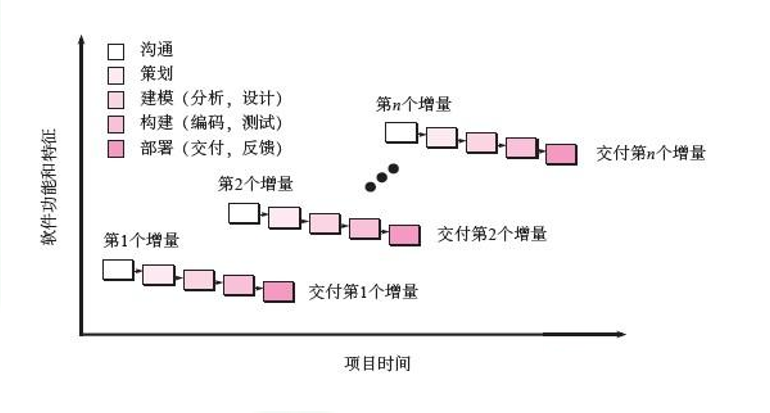 沟通
策划
建模（分析，设计）
构建（编码，测试）
部署（交付，反馈）
第n个增量
交付第n个增量
第2个增量
交付第2个增量
第1个增量
交付第1个增量
软件功能和特征
项目时间